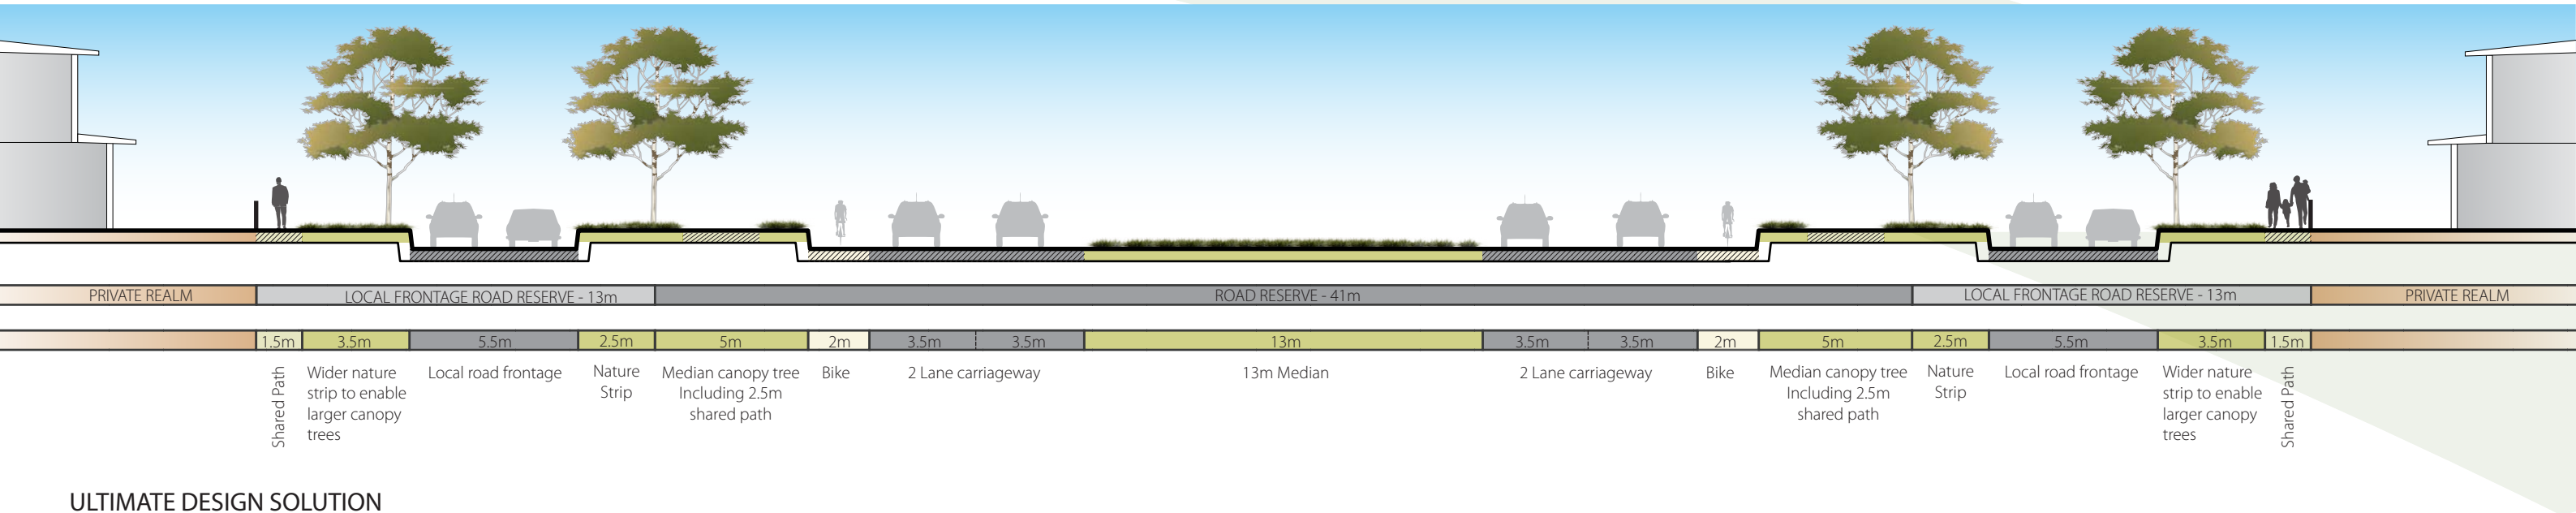 PRIVATE REALM
LOCAL FRONTAGE ROAD RESERVE - 13m
ROAD RESERVE - 41m
LOCAL FRONTAGE ROAD RESERVE - 13m
PRIVATE REALM
1.5m
3.5m
5.5m
2.5m
5m
2m
3.5m
3.5m
13m
3.5m
3.5m
2m
5m
2.5m
5.5m
3.5m
1.5m
Shared Path
Wider nature
strip to enable
larger canopy
trees
Local road frontage
Nature
Strip
Median canopy tree
Including 2.5m
shared path
Bike
2 Lane carriageway
13m Median
2 Lane carriageway
Bike
Median canopy tree
Including 2.5m
shared path
Nature
Strip
Local road frontage
Wider nature
strip to enable
larger canopy
trees
Shared Path
ULTIMATE DESIGN SOLUTION